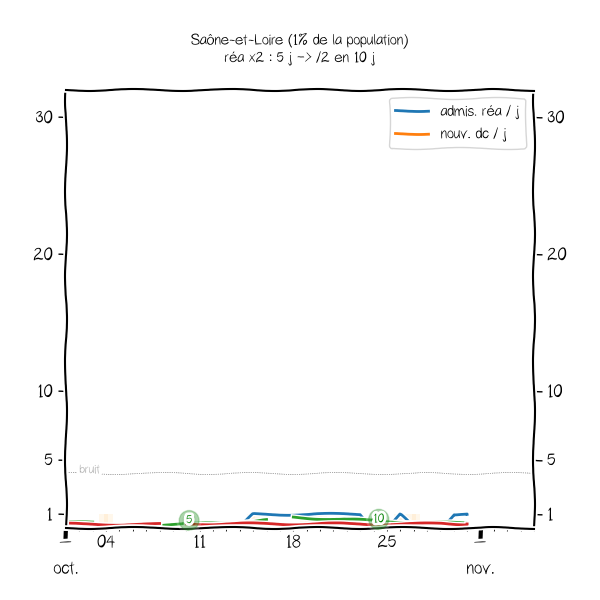 Saône-et-Loire (1% de la population)
réa x2 : 5 j -> /2 en 10 j
admis. réa / j
nouv. dc / j
30
30
20
20
10
10
5
5
bruit
1
5
10
1
04
11
18
25
oct.
nov.